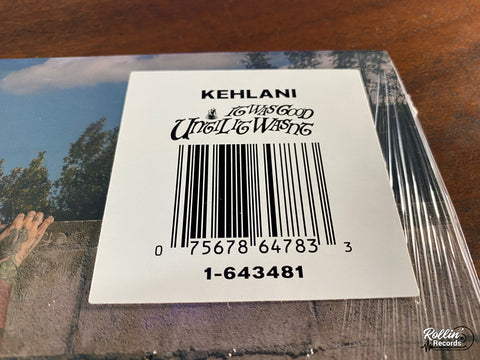 KEHLANI
IT WAS GOOD
UNTIL IT WASN'T
0 75678 64783 3
1-643481
Rollin'
Records